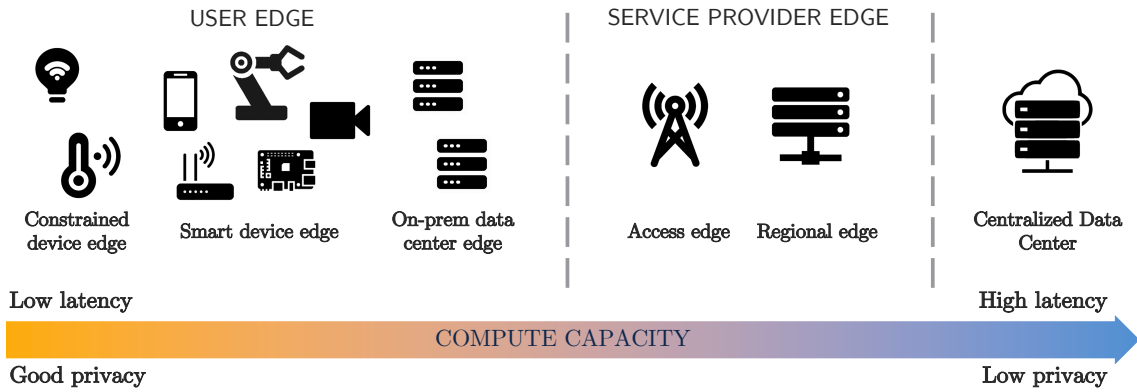 USER EDGE
SERVICE PROVIDER EDGE
Constrained
device edge
Smart device edge
On-prem data
center edge
Access edge
Regional edge
Centralized Data
Center
Low latency
High latency
COMPUTE CAPACITY
Good privacy
Low privacy